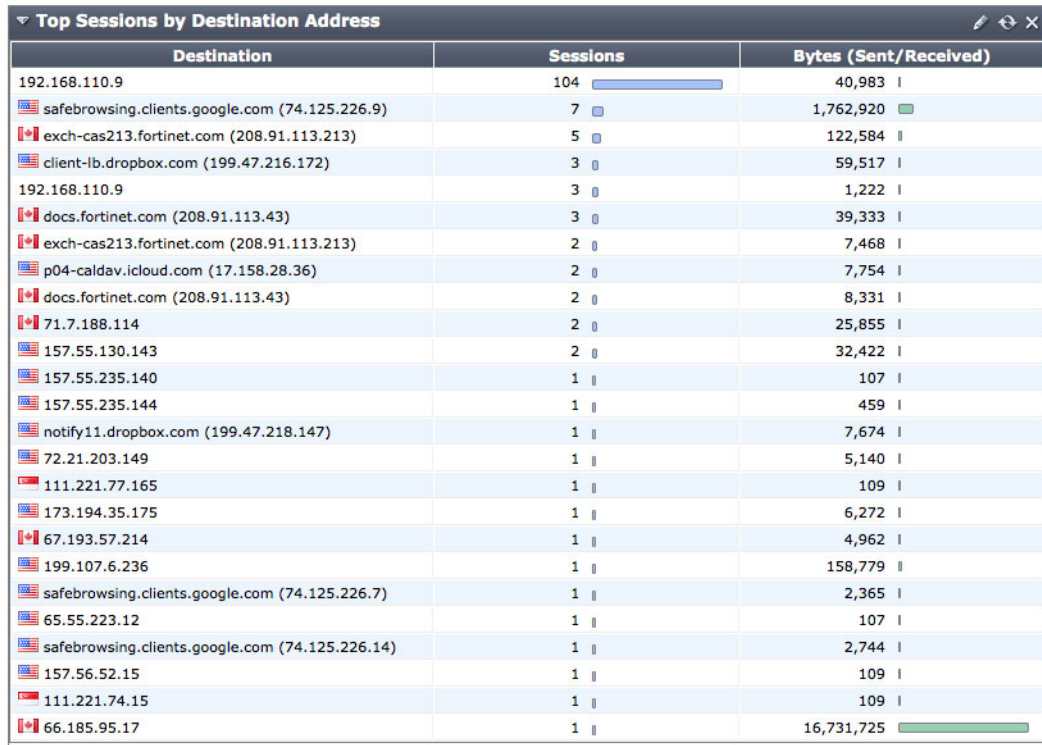 Top Sessions by Destination Address
Destination Sessions Bytes (Sent/Received)
192.168.110.9 104 40,983
safebrowsing.clients.google.com (74.125.226.9) 7 1,762,920
exch-cas213.fortinet.com (208.91.113.213) 5 122,584
client-lb.dropbox.com (199.47.216.172) 3 59,517
192.168.110.9 3 1,222
docs.fortinet.com (208.91.113.43) 3 39,333
exch-cas213.fortinet.com (208.91.113.213) 2 7,468
p04-caldav.icloud.com (17.158.28.36) 2 7,754
docs.fortinet.com (208.91.113.43) 2 8,331
71.7.188.114 2 25,855
157.55.130.143 2 32,422
157.55.235.140 1 107
157.55.235.144 1 459
notify11.dropbox.com (199.47.218.147) 1 7,674
72.21.203.149 1 5,140
111.221.77.165 1 109
173.194.35.175 1 6,272
67.193.57.214 1 4,962
199.107.6.236 1 158,779
safebrowsing.clients.google.com (74.125.226.7) 1 2,365
65.55.223.12 1 107
safebrowsing.clients.google.com (74.125.226.14) 1 2,744
157.56.52.15 1 109
111.221.74.15 1 109
66.185.95.17 1 16,731,725